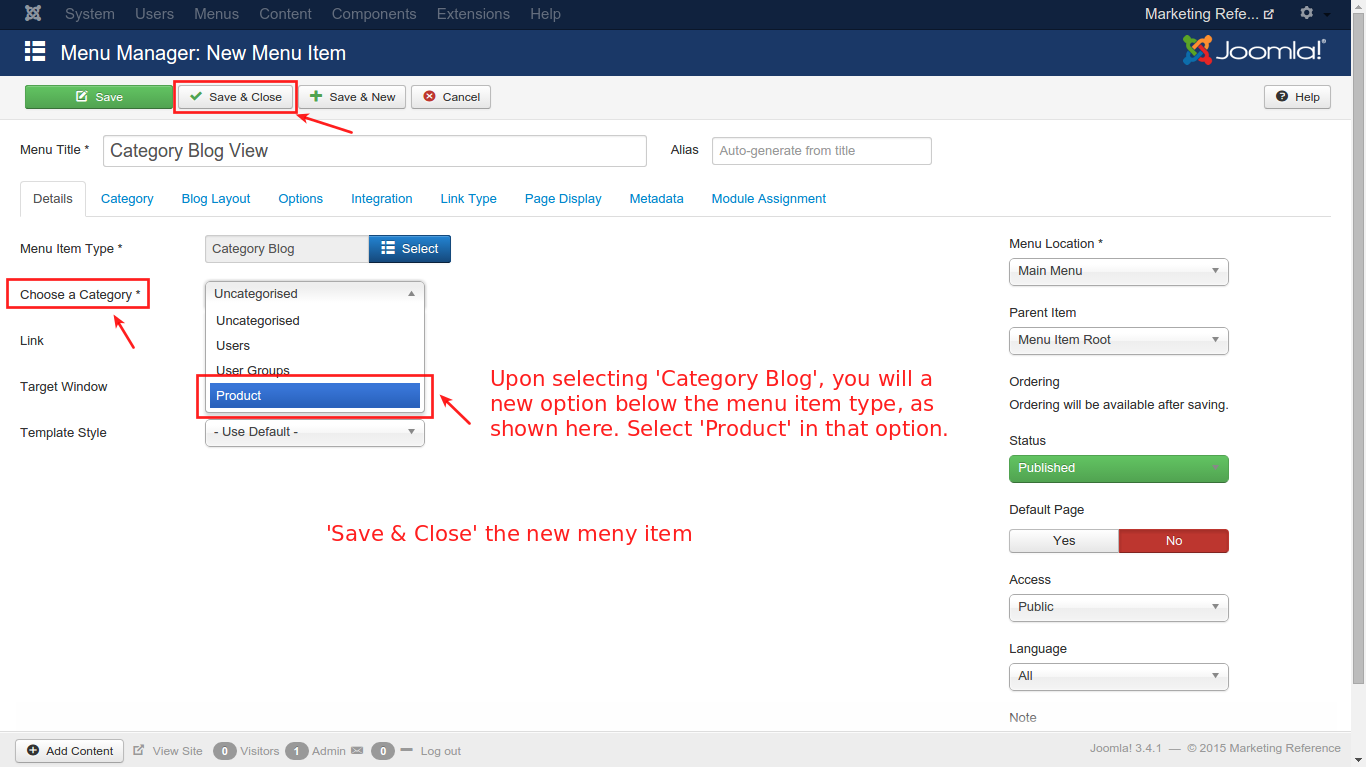 System Users Menus Content Components Extensions Help Marketing Refe...
Menu Manager: New Menu Item Joomla!®
Save Save & Close Save & New Cancel Help
Menu Title * Category Blog View Alias Auto-generate from title
Details Category Blog Layout Options Integration Link Type Page Display Metadata Module Assignment
Menu Item Type * Category Blog Select
Choose a Category * Uncategorised
Uncategorised
Users
User Groups
Product
Link
Target Window
Template Style - Use Default -
Upon selecting 'Category Blog', you will a
new option below the menu item type, as
shown here. Select 'Product' in that option.
'Save & Close' the new meny item
Menu Location *
Main Menu
Parent Item
Menu Item Root
Ordering
Ordering will be available after saving.
Status
Published
Default Page
Yes No
Access
Public
Language
All
Note
Add Content View Site 0 Visitors 1 Admin 0 Log out Joomla! 3.4.1 — © 2015 Marketing Reference